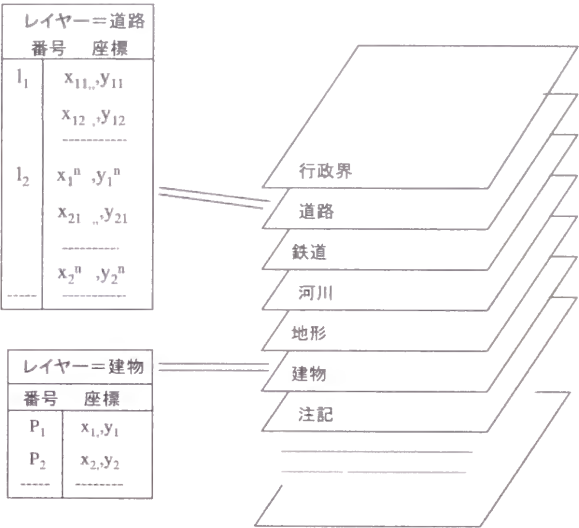 レイヤー＝道路
番号 座標
l₁ x₁₁,,,y₁₁
x₁₂ ,,y₁₂
----------
l₂ x₁ⁿ ,y₁ⁿ
x₂₁ ,,,y₂₁
----------
x₂ⁿ ,y₂ⁿ
----- ----------
レイヤー＝建物
番号 座標
P₁ x₁,,y₁
P₂ x₂,,y₂
----- --------
行政界
道路
鉄道
河川
地形
建物
注記